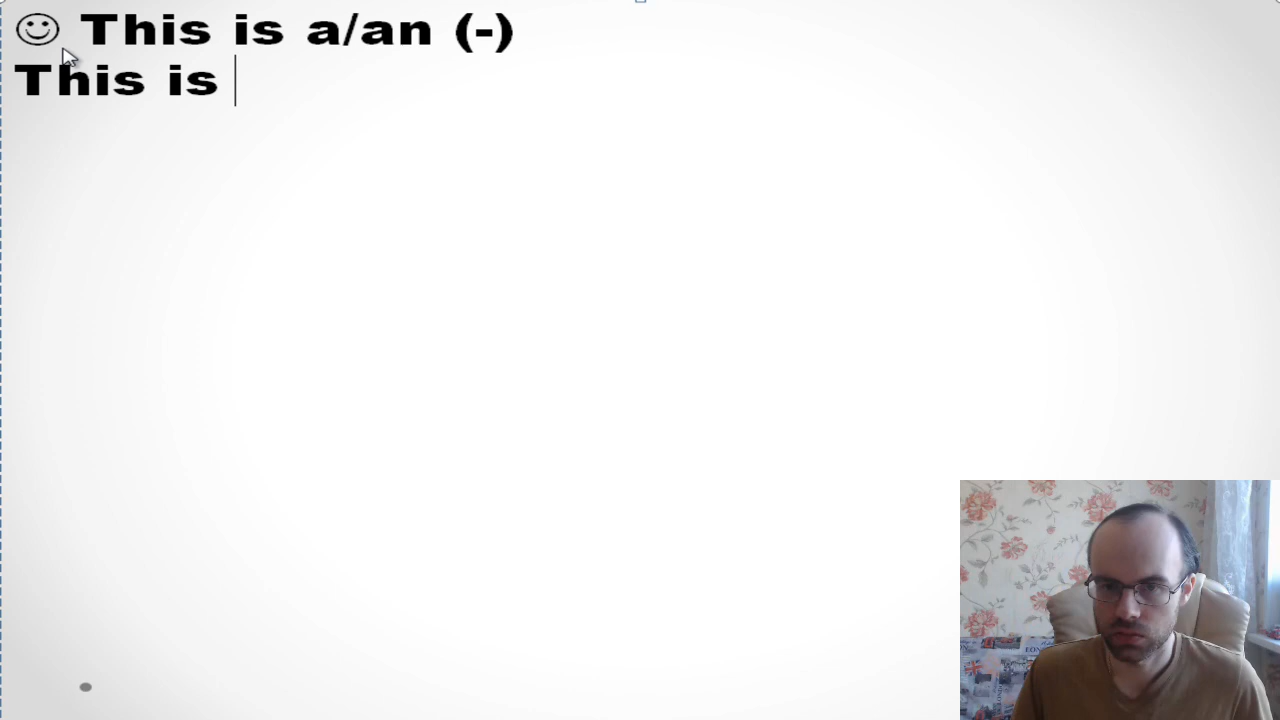 ☺ This is a/an (-)
This is